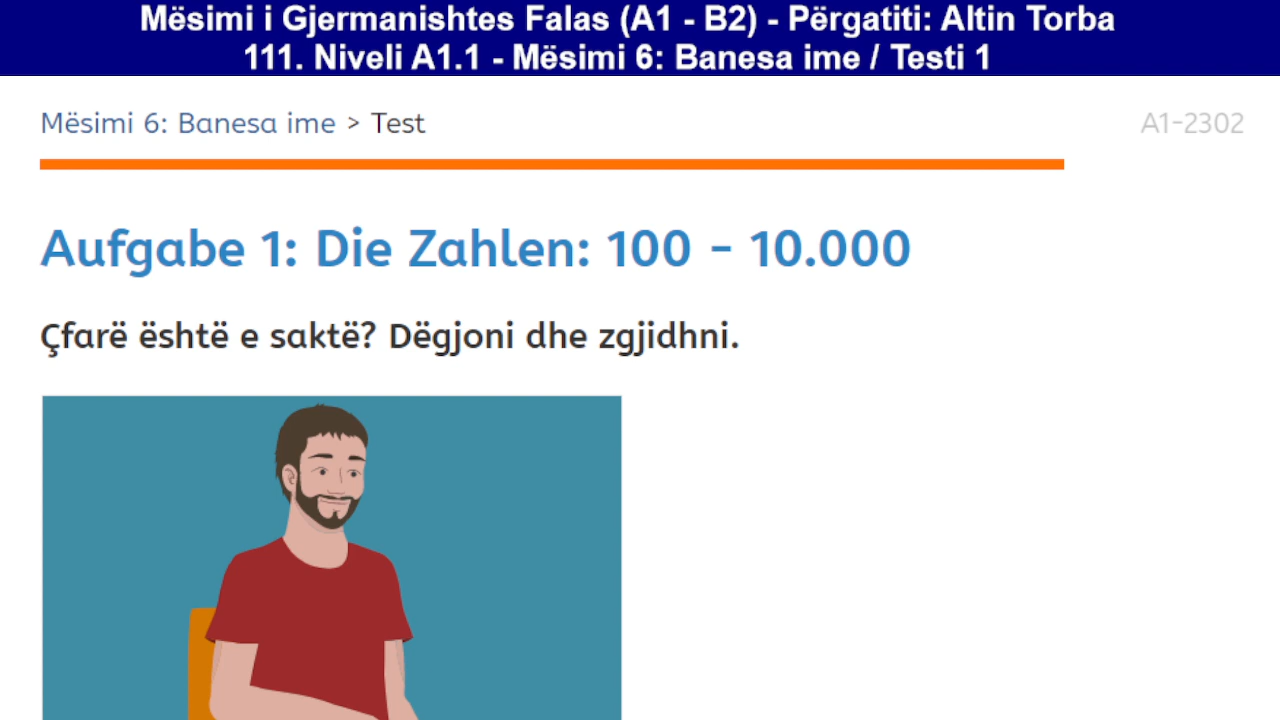 Mësimi i Gjermanishtes Falas (A1 - B2) - Përgatiti: Altin Torba
111. Niveli A1.1 - Mësimi 6: Banesa ime / Testi 1
Mësimi 6: Banesa ime > Test
A1-2302
Aufgabe 1: Die Zahlen: 100 - 10.000
Çfarë është e saktë? Dëgjoni dhe zgjidhni.